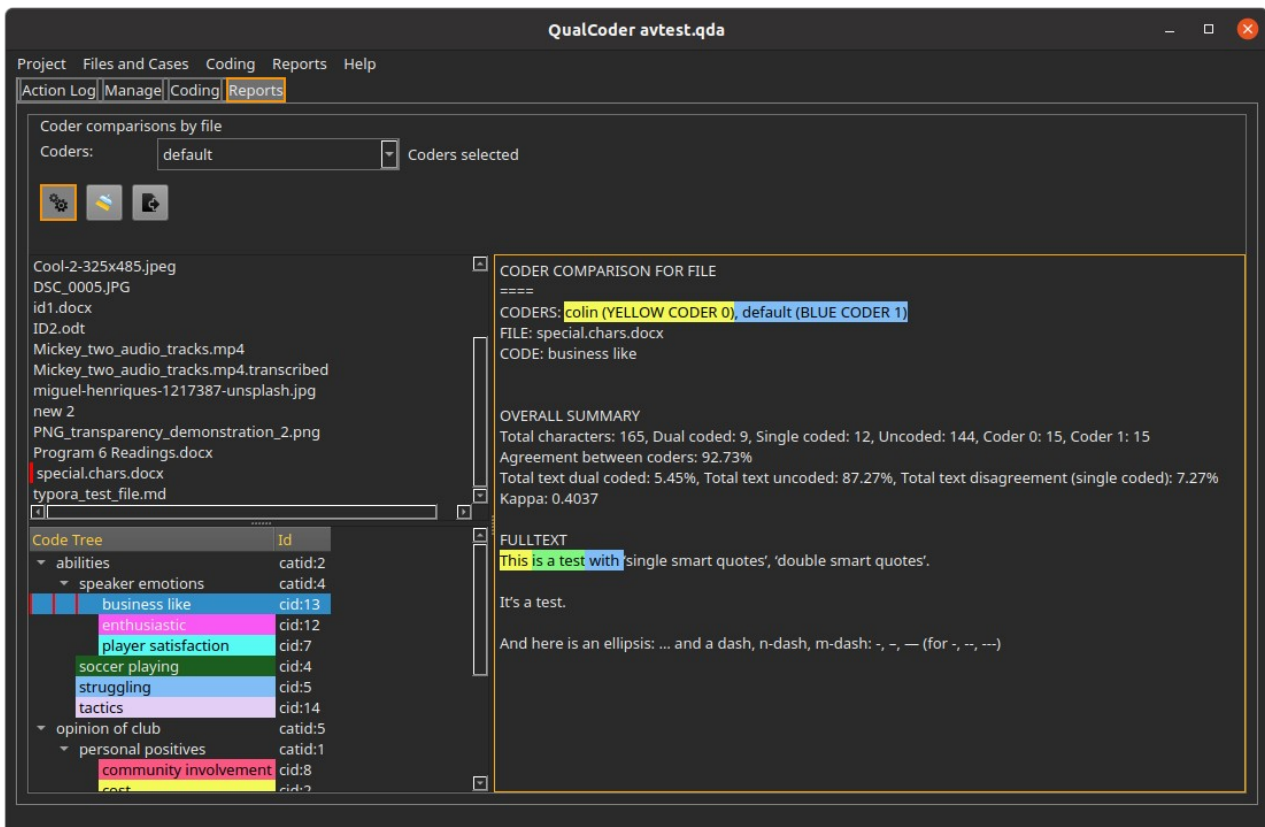 QualCoder avtest.qda
Project Files and Cases Coding Reports Help
Action Log Manage Coding Reports
Coder comparisons by file
Coders: default Coders selected
Cool-2-325x485.jpeg
DSC_0005.JPG
id1.docx
ID2.odt
Mickey_two_audio_tracks.mp4
Mickey_two_audio_tracks.mp4.transcribed
miguel-henriques-1217387-unsplash.jpg
new 2
PNG_transparency_demonstration_2.png
Program 6 Readings.docx
special.chars.docx
typora_test_file.md
Code Tree Id
abilities catid:2
speaker emotions catid:4
business like cid:13
enthusiastic cid:12
player satisfaction cid:7
soccer playing cid:4
struggling cid:5
tactics cid:14
opinion of club catid:5
personal positives catid:1
community involvement cid:8
cost cid:2
CODER COMPARISON FOR FILE
====
CODERS: colin (YELLOW CODER 0), default (BLUE CODER 1)
FILE: special.chars.docx
CODE: business like
OVERALL SUMMARY
Total characters: 165, Dual coded: 9, Single coded: 12, Uncoded: 144, Coder 0: 15, Coder 1: 15
Agreement between coders: 92.73%
Total text dual coded: 5.45%, Total text uncoded: 87.27%, Total text disagreement (single coded): 7.27%
Kappa: 0.4037
FULLTEXT
This is a test with ‘single smart quotes’, ‘double smart quotes’.
It’s a test.
And here is an ellipsis: … and a dash, n-dash, m-dash: -, –, — (for -, --, ---)